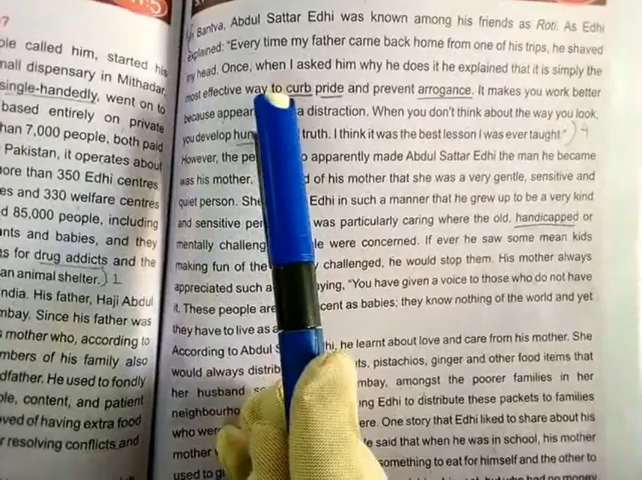 ?
ple called him, started his
mall dispensary in Mithadar,
single-handedly, went on to
based entirely on private
han 7,000 people, both paid
Pakistan, it operates about
ore than 350 Edhi centres
es and 330 welfare centres
d 85,000 people, including
ants and babies, and they
s for drug addicts and the
an animal shelter. 1
ndia. His father, Haji Abdul
mbay. Since his father was
s mother who, according to
mbers of his family also
dfather. He used to fondly
ple, content, and patient
ved of having extra food
r resolving conflicts and
In Bantva, Abdul Sattar Edhi was known among his friends as Roti. As Edhi
explained: "Every time my father came back home from one of his trips, he shaved
my head. Once, when I asked him why he does it he explained that it is simply the
most effective way to curb pride and prevent arrogance. It makes you work better
because appear a distraction. When you don't think about the way you look,
you develop hum truth. I think it was the best lesson I was ever taught." 4
However, the pe o apparently made Abdul Sattar Edhi the man he became
was his mother. d of his mother that she was a very gentle, sensitive and
quiet person. She Edhi in such a manner that he grew up to be a very kind
and sensitive per was particularly caring where the old, handicapped or
mentally challeng le were concerned. If ever he saw some mean kids
making fun of the challenged, he would stop them. His mother always
appreciated such a ying, "You have given a voice to those who do not have
it. These people are cent as babies; they know nothing of the world and yet
they have to live as
According to Abdul S hi, he learnt about love and care from his mother. She
would always distrib ts, pistachios, ginger and other food items that
her husband mbay, amongst the poorer families in her
neighbourho ng Edhi to distribute these packets to families
who wer ere. One story that Edhi liked to share about his
mother He said that when he was in school, his mother
used to g something to eat for himself and the other to
but who had no money